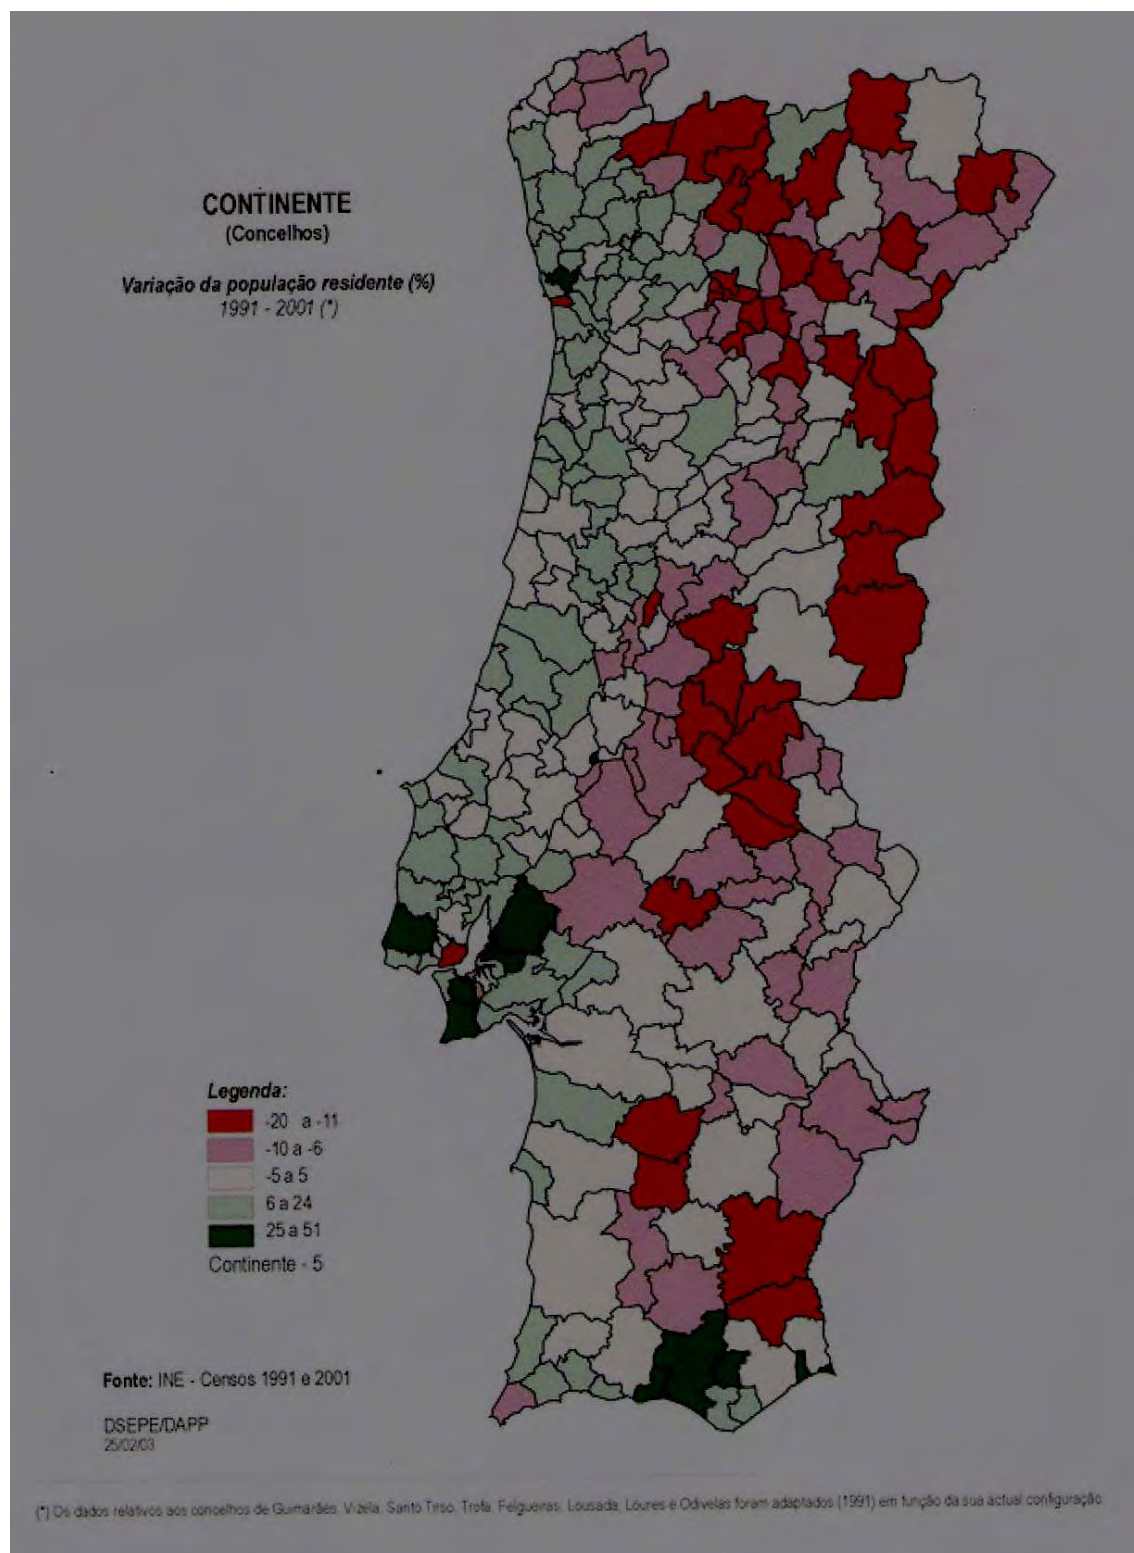 CONTINENTE
(Concelhos)
Variação da população residente (%)
1991 - 2001 (*)
Legenda:
-20 a -11
-10 a -6
-5 a 5
6 a 24
25 a 51
Continente - 5
Fonte: INE - Censos 1991 e 2001
DSEPE/DAPP
25/02/03
(*) Os dados relativos aos concelhos de Guimarães, Vizela, Santo Tirso, Trofa, Felgueiras, Lousada, Loures e Odivelas foram adaptados (1991) em função da sua actual configuração.